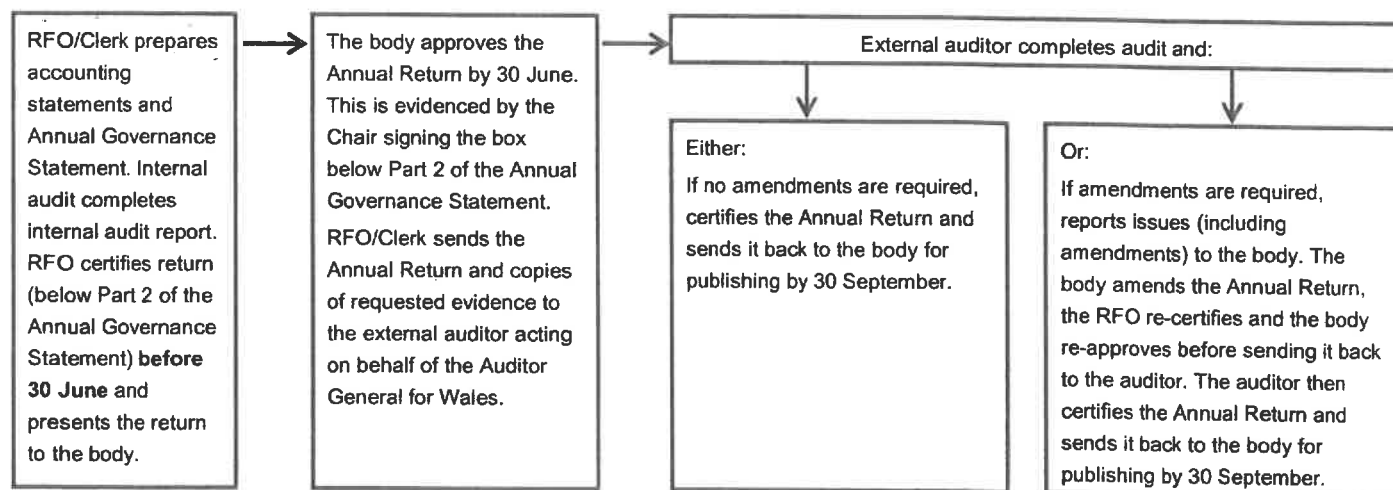 RFO/Clerk prepares
accounting
statements and
Annual Governance
Statement. Internal
audit completes
internal audit report.
RFO certifies return
(below Part 2 of the
Annual Governance
Statement) before
30 June and
presents the return
to the body.
The body approves the
Annual Return by 30 June.
This is evidenced by the
Chair signing the box
below Part 2 of the Annual
Governance Statement.
RFO/Clerk sends the
Annual Return and copies
of requested evidence to
the external auditor acting
on behalf of the Auditor
General for Wales.
External auditor completes audit and:
Either:
If no amendments are required,
certifies the Annual Return and
sends it back to the body for
publishing by 30 September.
Or:
If amendments are required,
reports issues (including
amendments) to the body. The
body amends the Annual Return,
the RFO re-certifies and the body
re-approves before sending it back
to the auditor. The auditor then
certifies the Annual Return and
sends it back to the body for
publishing by 30 September.